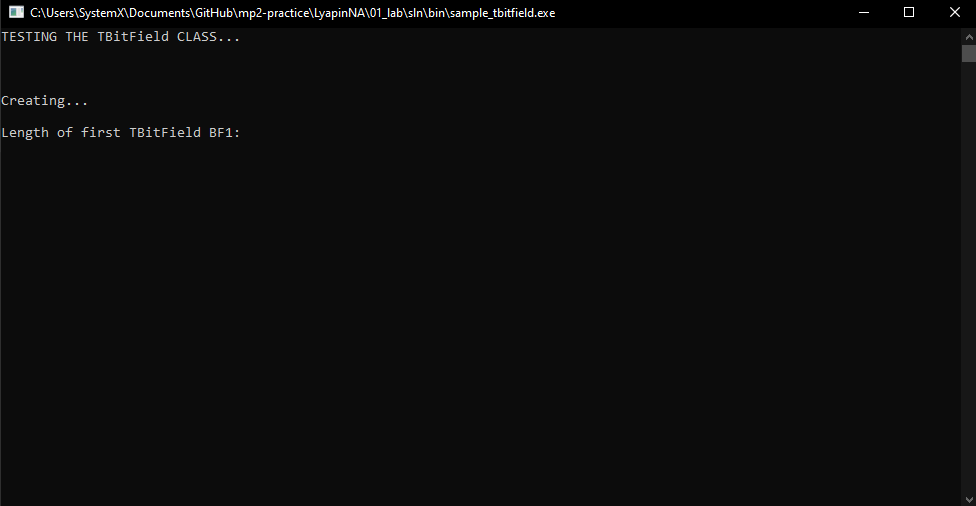 C:\Users\SystemX\Documents\GitHub\mp2-practice\LyapinNA\01_lab\sln\bin\sample_tbitfield.exe
TESTING THE TBitField CLASS...
Creating...
Length of first TBitField BF1: